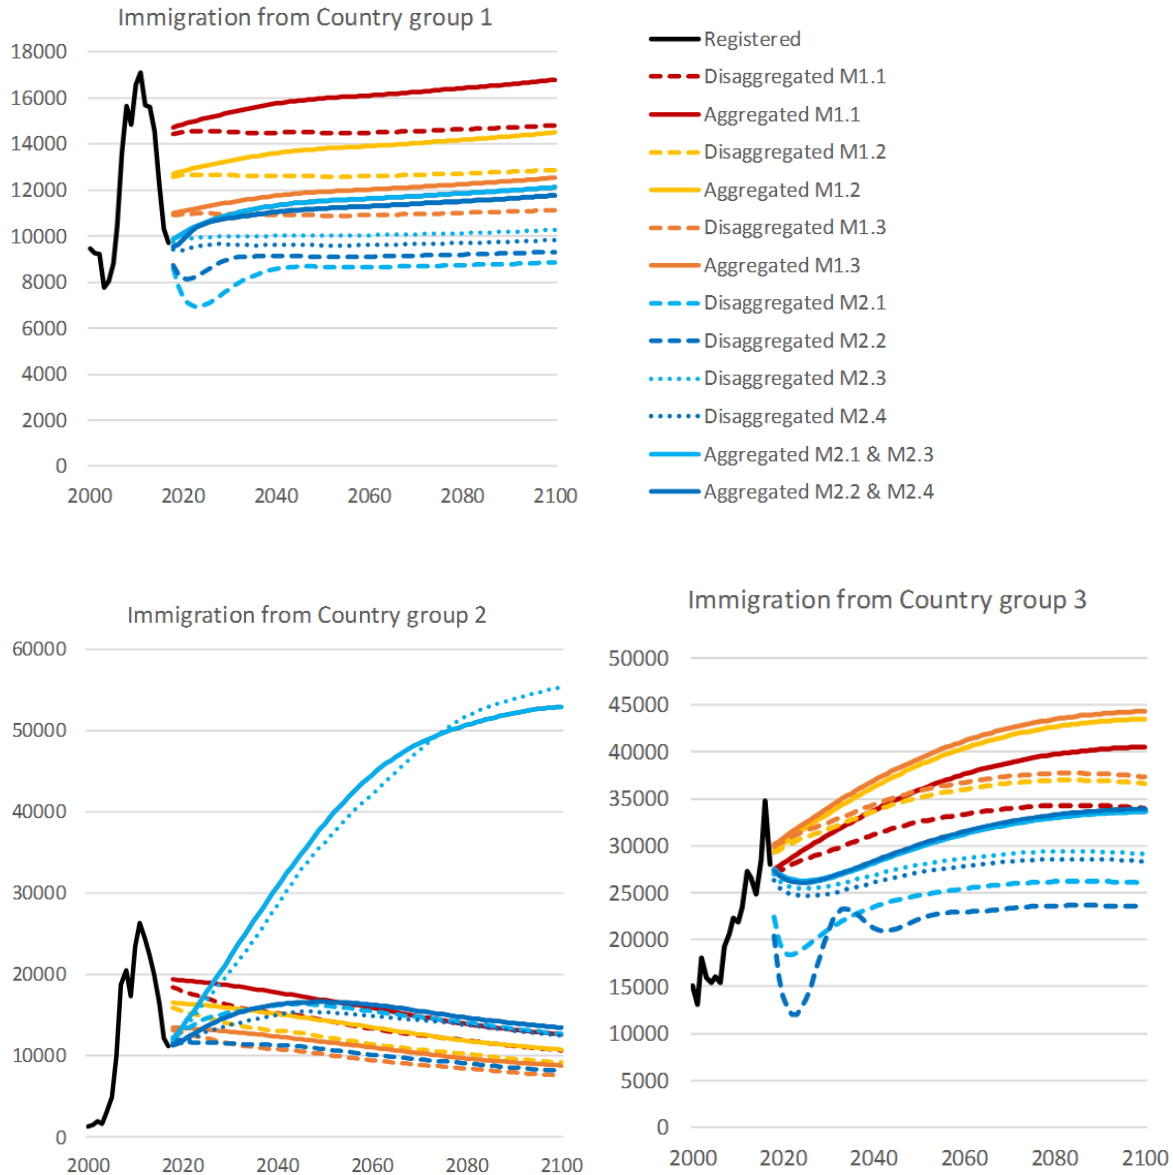 Immigration from Country group 1
18000
16000
14000
12000
10000
8000
6000
4000
2000
0
2000 2020 2040 2060 2080 2100
Registered
Disaggregated M1.1
Aggregated M1.1
Disaggregated M1.2
Aggregated M1.2
Disaggregated M1.3
Aggregated M1.3
Disaggregated M2.1
Disaggregated M2.2
Disaggregated M2.3
Disaggregated M2.4
Aggregated M2.1 & M2.3
Aggregated M2.2 & M2.4
Immigration from Country group 2
60000
50000
40000
30000
20000
10000
0
2000 2020 2040 2060 2080 2100
Immigration from Country group 3
50000
45000
40000
35000
30000
25000
20000
15000
10000
5000
0
2000 2020 2040 2060 2080 2100